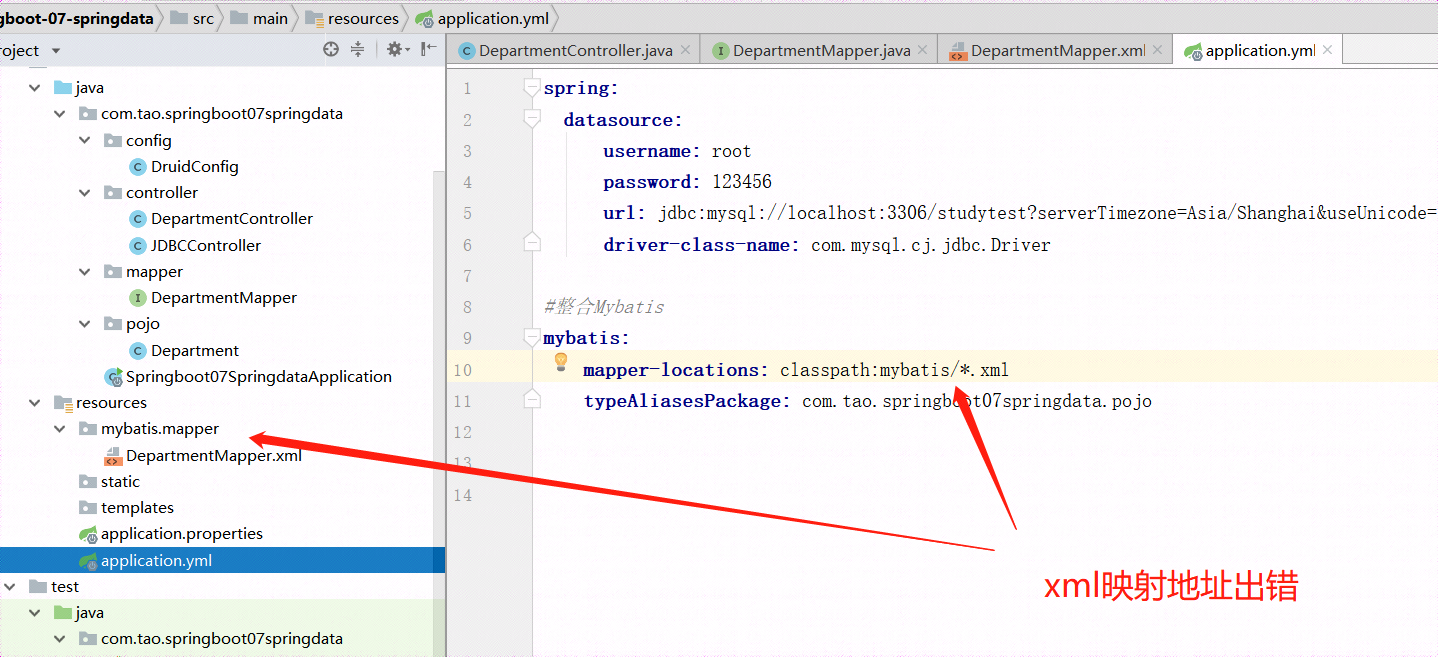 gboot-07-springdata src main resources application.yml
roject
DepartmentController.java DepartmentMapper.java DepartmentMapper.xml application.yml
java
com.tao.springboot07springdata
config
DruidConfig
controller
DepartmentController
JDBCController
mapper
DepartmentMapper
pojo
Department
Springboot07SpringdataApplication
resources
mybatis.mapper
DepartmentMapper.xml
static
templates
application.properties
application.yml
test
java
com.tao.springboot07springdata
1 spring:
2 datasource:
3 username: root
4 password: 123456
5 url: jdbc:mysql://localhost:3306/studytest?serverTimezone=Asia/Shanghai&useUnicode=
6 driver-class-name: com.mysql.cj.jdbc.Driver
7
8 #整合Mybatis
9 mybatis:
10 mapper-locations: classpath:mybatis/*.xml
11 typeAliasesPackage: com.tao.springboot07springdata.pojo
12
13
14
xml映射地址出错